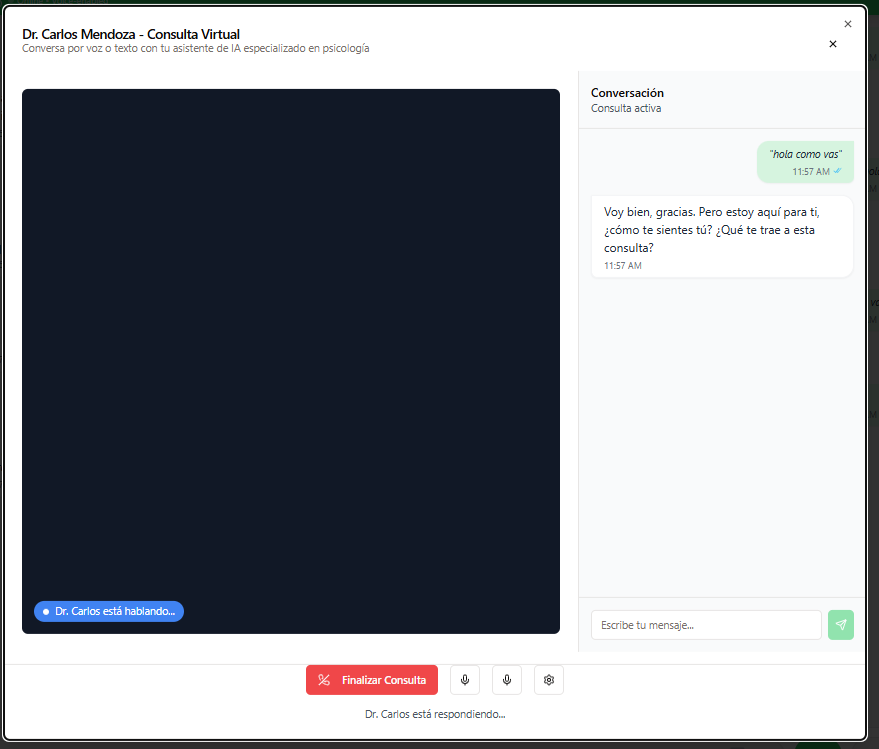 Dr. Carlos Mendoza - Consulta Virtual
Conversa por voz o texto con tu asistente de IA especializado en psicología
Conversación
Consulta activa
"hola como vas"
11:57 AM
Voy bien, gracias. Pero estoy aquí para ti,
¿cómo te sientes tú? ¿Qué te trae a esta
consulta?
11:57 AM
Dr. Carlos está hablando...
Escribe tu mensaje...
Finalizar Consulta
Dr. Carlos está respondiendo...